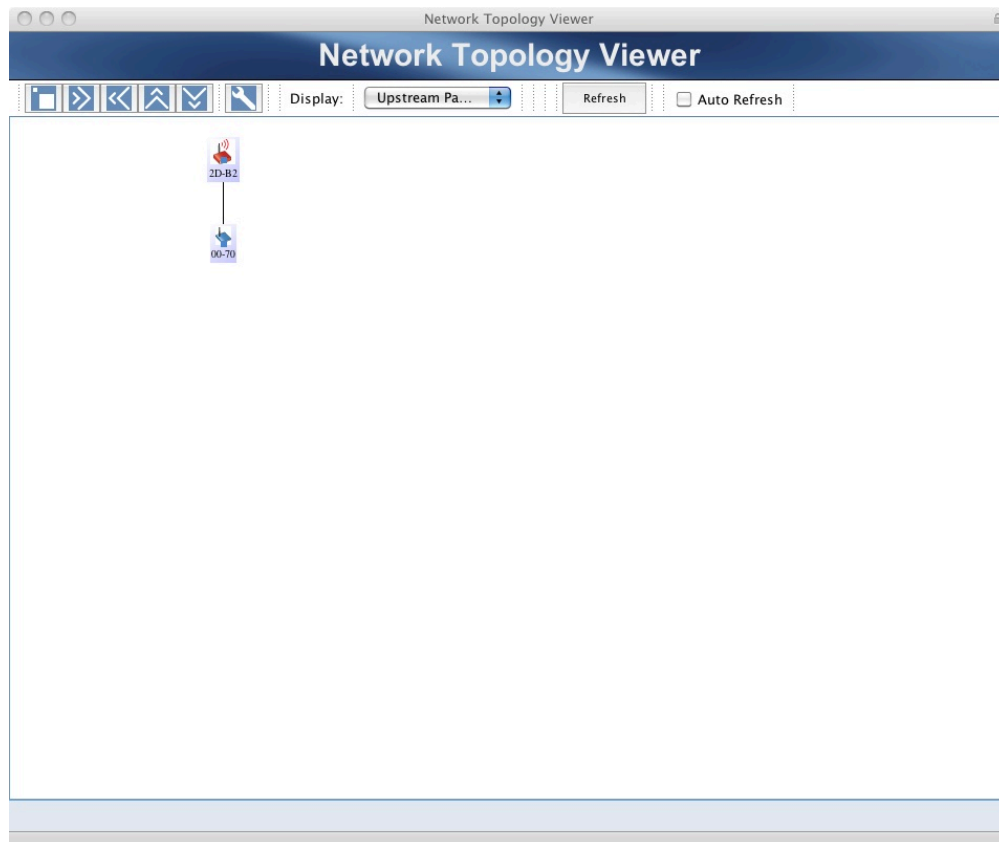 Network Topology Viewer
Network Topology Viewer
Display: Upstream Pa... Refresh Auto Refresh
2D-B2
00-70